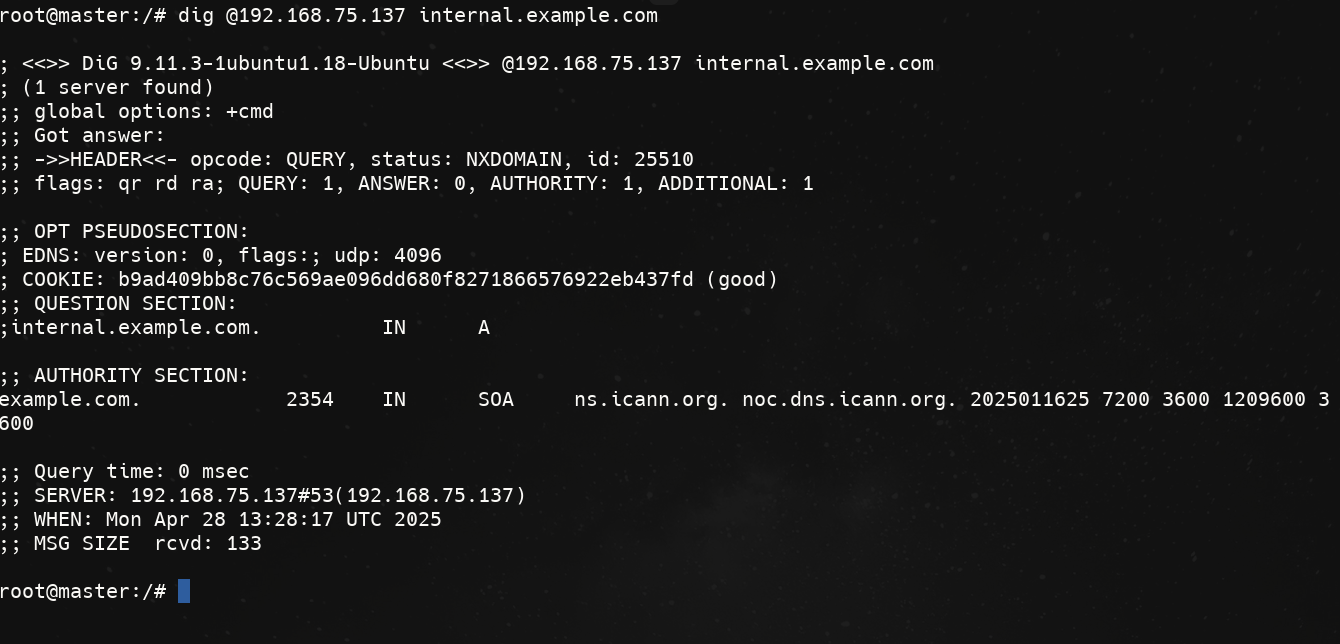 root@master:/# dig @192.168.75.137 internal.example.com
; <<>> DiG 9.11.3-1ubuntu1.18-Ubuntu <<>> @192.168.75.137 internal.example.com
; (1 server found)
;; global options: +cmd
;; Got answer:
;; ->>HEADER<<- opcode: QUERY, status: NXDOMAIN, id: 25510
;; flags: qr rd ra; QUERY: 1, ANSWER: 0, AUTHORITY: 1, ADDITIONAL: 1
;; OPT PSEUDOSECTION:
; EDNS: version: 0, flags:; udp: 4096
; COOKIE: b9ad409bb8c76c569ae096dd680f8271866576922eb437fd (good)
;; QUESTION SECTION:
;internal.example.com. IN A
;; AUTHORITY SECTION:
example.com. 2354 IN SOA ns.icann.org. noc.dns.icann.org. 2025011625 7200 3600 1209600 3
600
;; Query time: 0 msec
;; SERVER: 192.168.75.137#53(192.168.75.137)
;; WHEN: Mon Apr 28 13:28:17 UTC 2025
;; MSG SIZE rcvd: 133
root@master:/#